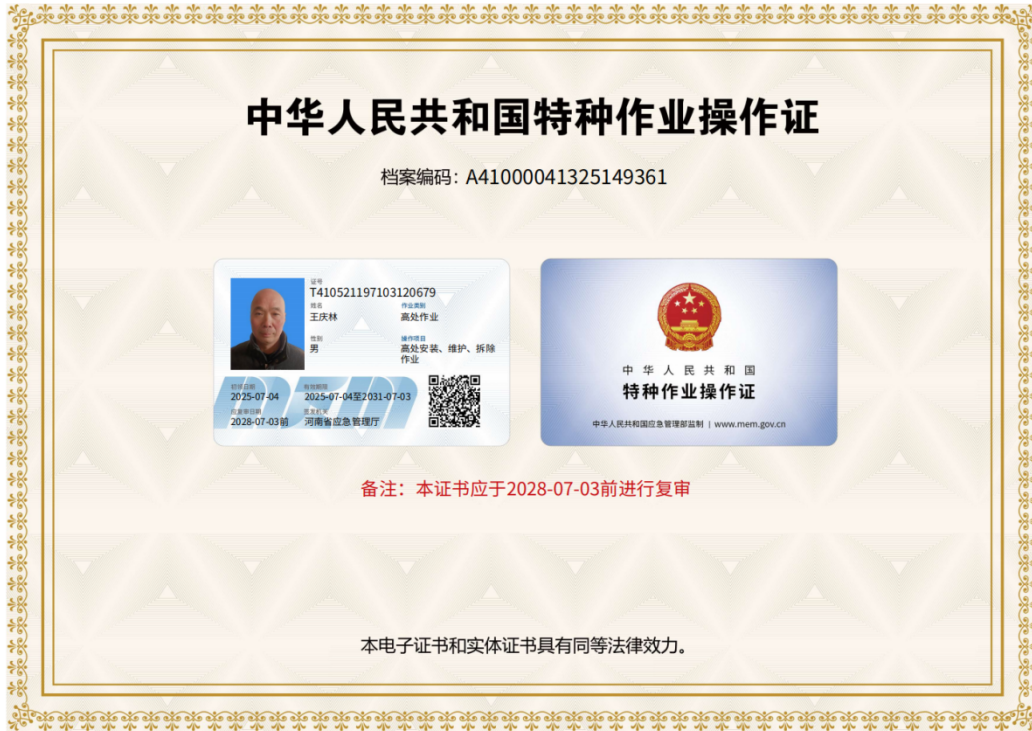 中华人民共和国特种作业操作证
档案编码：A41000041325149361
证号
T410521197103120679
姓名
王庆林
作业类别
高处作业
性别
男
操作项目
高处安装、维护、拆除
作业
初领日期
2025-07-04
有效期限
2025-07-04至2031-07-03
应复审日期
2028-07-03前
签发机关
河南省应急管理厅
中华人民共和国
特种作业操作证
中华人民共和国应急管理部监制 | www.mem.gov.cn
备注：本证书应于2028-07-03前进行复审
本电子证书和实体证书具有同等法律效力。